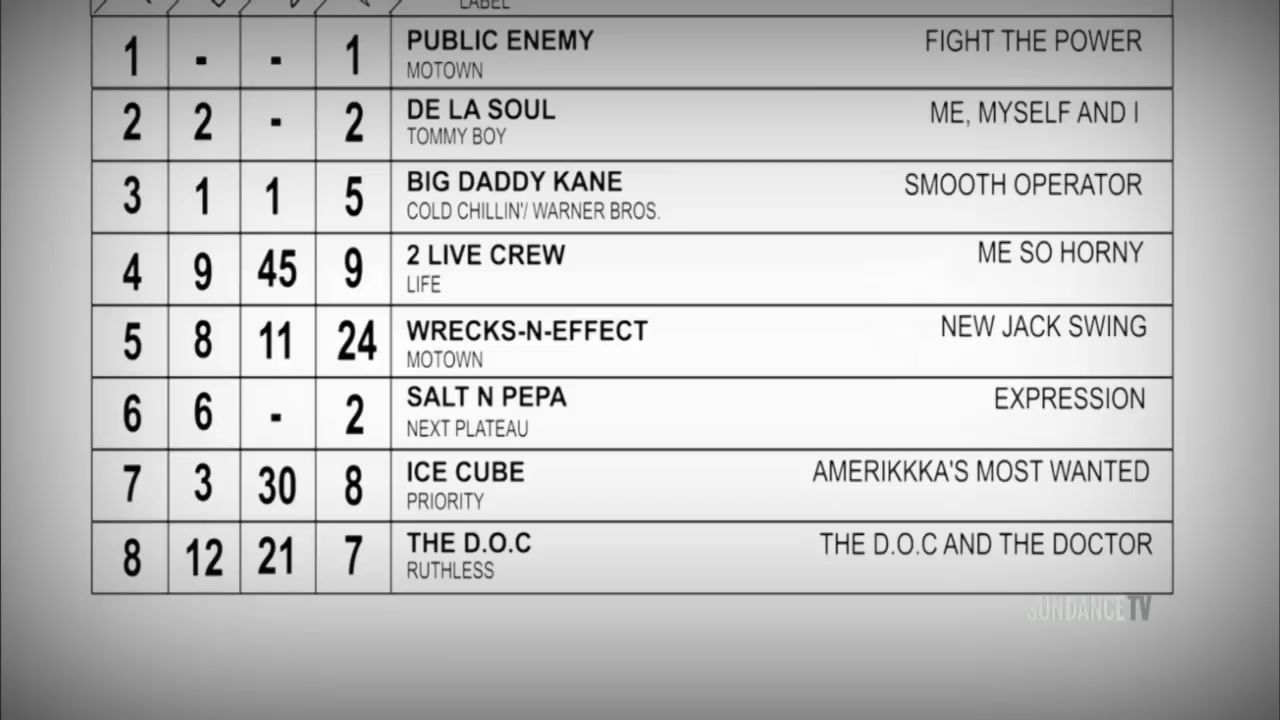 LABEL
1 - - 1 PUBLIC ENEMY FIGHT THE POWER
MOTOWN
2 2 - 2 DE LA SOUL ME, MYSELF AND I
TOMMY BOY
3 1 1 5 BIG DADDY KANE SMOOTH OPERATOR
COLD CHILLIN'/ WARNER BROS.
4 9 45 9 2 LIVE CREW ME SO HORNY
LIFE
5 8 11 24 WRECKS-N-EFFECT NEW JACK SWING
MOTOWN
6 6 - 2 SALT N PEPA EXPRESSION
NEXT PLATEAU
7 3 30 8 ICE CUBE AMERIKKKA'S MOST WANTED
PRIORITY
8 12 21 7 THE D.O.C THE D.O.C AND THE DOCTOR
RUTHLESS
SUNDANCETV